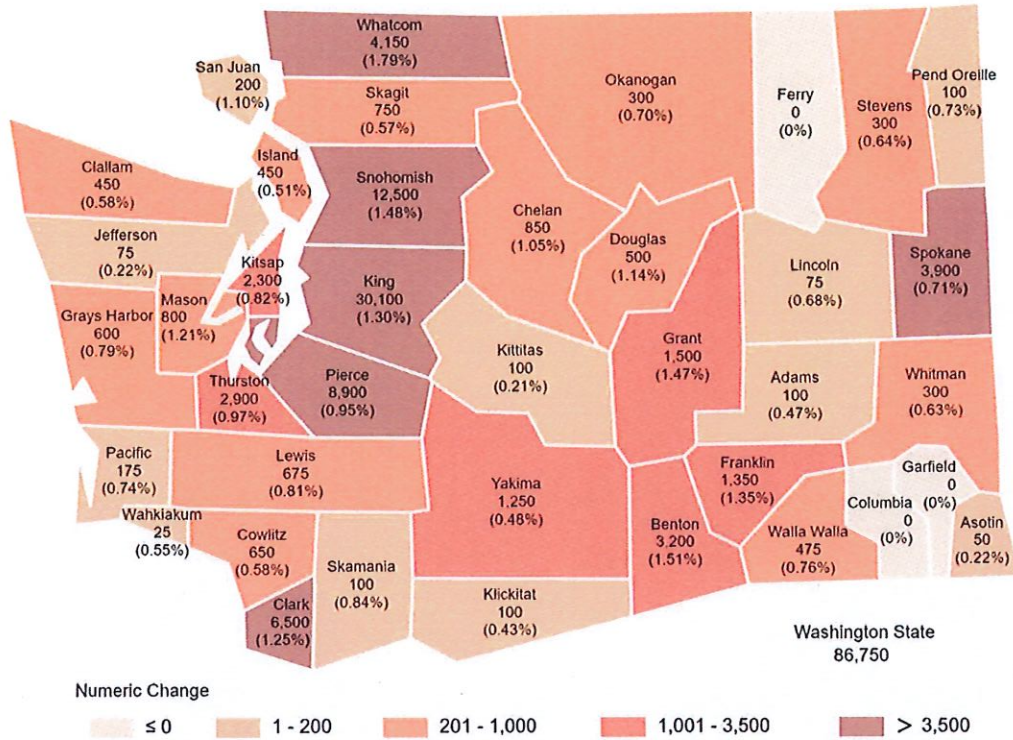 Whatcom
4,150
(1.79%)
San Juan
200
(1.10%)
Skagit
750
(0.57%)
Okanogan
300
(0.70%)
Ferry
0
(0%)
Stevens
300
(0.64%)
Pend Oreille
100
(0.73%)
Island
450
(0.51%)
Clallam
450
(0.58%)
Snohomish
12,500
(1.48%)
Chelan
850
(1.05%)
Douglas
500
(1.14%)
Jefferson
75
(0.22%)
Kitsap
2,300
(0.82%)
King
30,100
(1.30%)
Lincoln
75
(0.68%)
Spokane
3,900
(0.71%)
Mason
800
(1.21%)
Grays Harbor
600
(0.79%)
Kittitas
100
(0.21%)
Grant
1,500
(1.47%)
Adams
100
(0.47%)
Whitman
300
(0.63%)
Thurston
2,900
(0.97%)
Pierce
8,900
(0.95%)
Pacific
175
(0.74%)
Lewis
675
(0.81%)
Yakima
1,250
(0.48%)
Franklin
1,350
(1.35%)
Garfield
0
(0%)
Columbia
0
(0%)
Wahkiakum
25
(0.55%)
Cowlitz
650
(0.58%)
Skamania
100
(0.84%)
Benton
3,200
(1.51%)
Walla Walla
475
(0.76%)
Asotin
50
(0.22%)
Clark
6,500
(1.25%)
Klickitat
100
(0.43%)
Washington State
86,750
Numeric Change
≤ 0
1 - 200
201 - 1,000
1,001 - 3,500
> 3,500